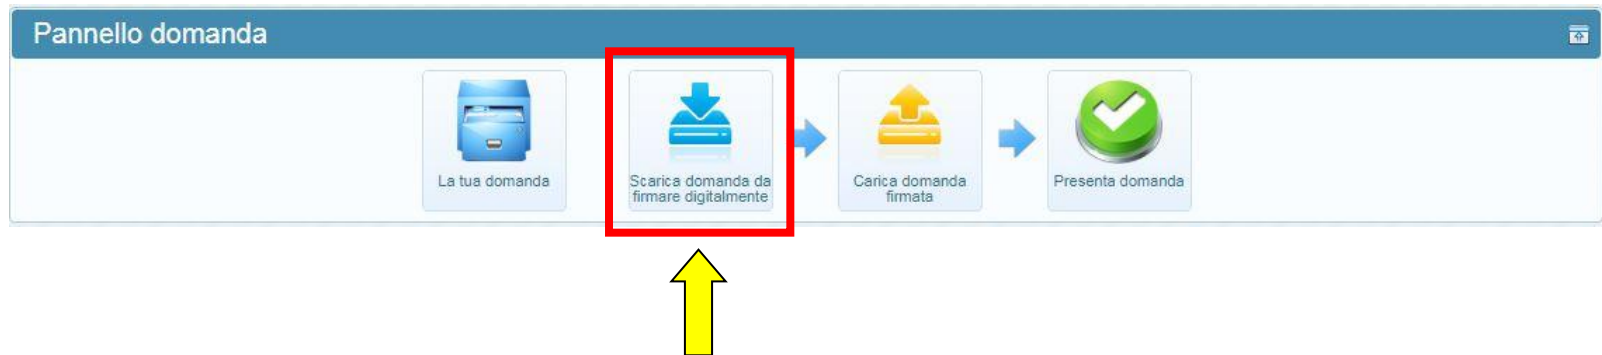 Pannello domanda
La tua domanda
Scarica domanda da
firmare digitalmente
Carica domanda
firmata
Presenta domanda